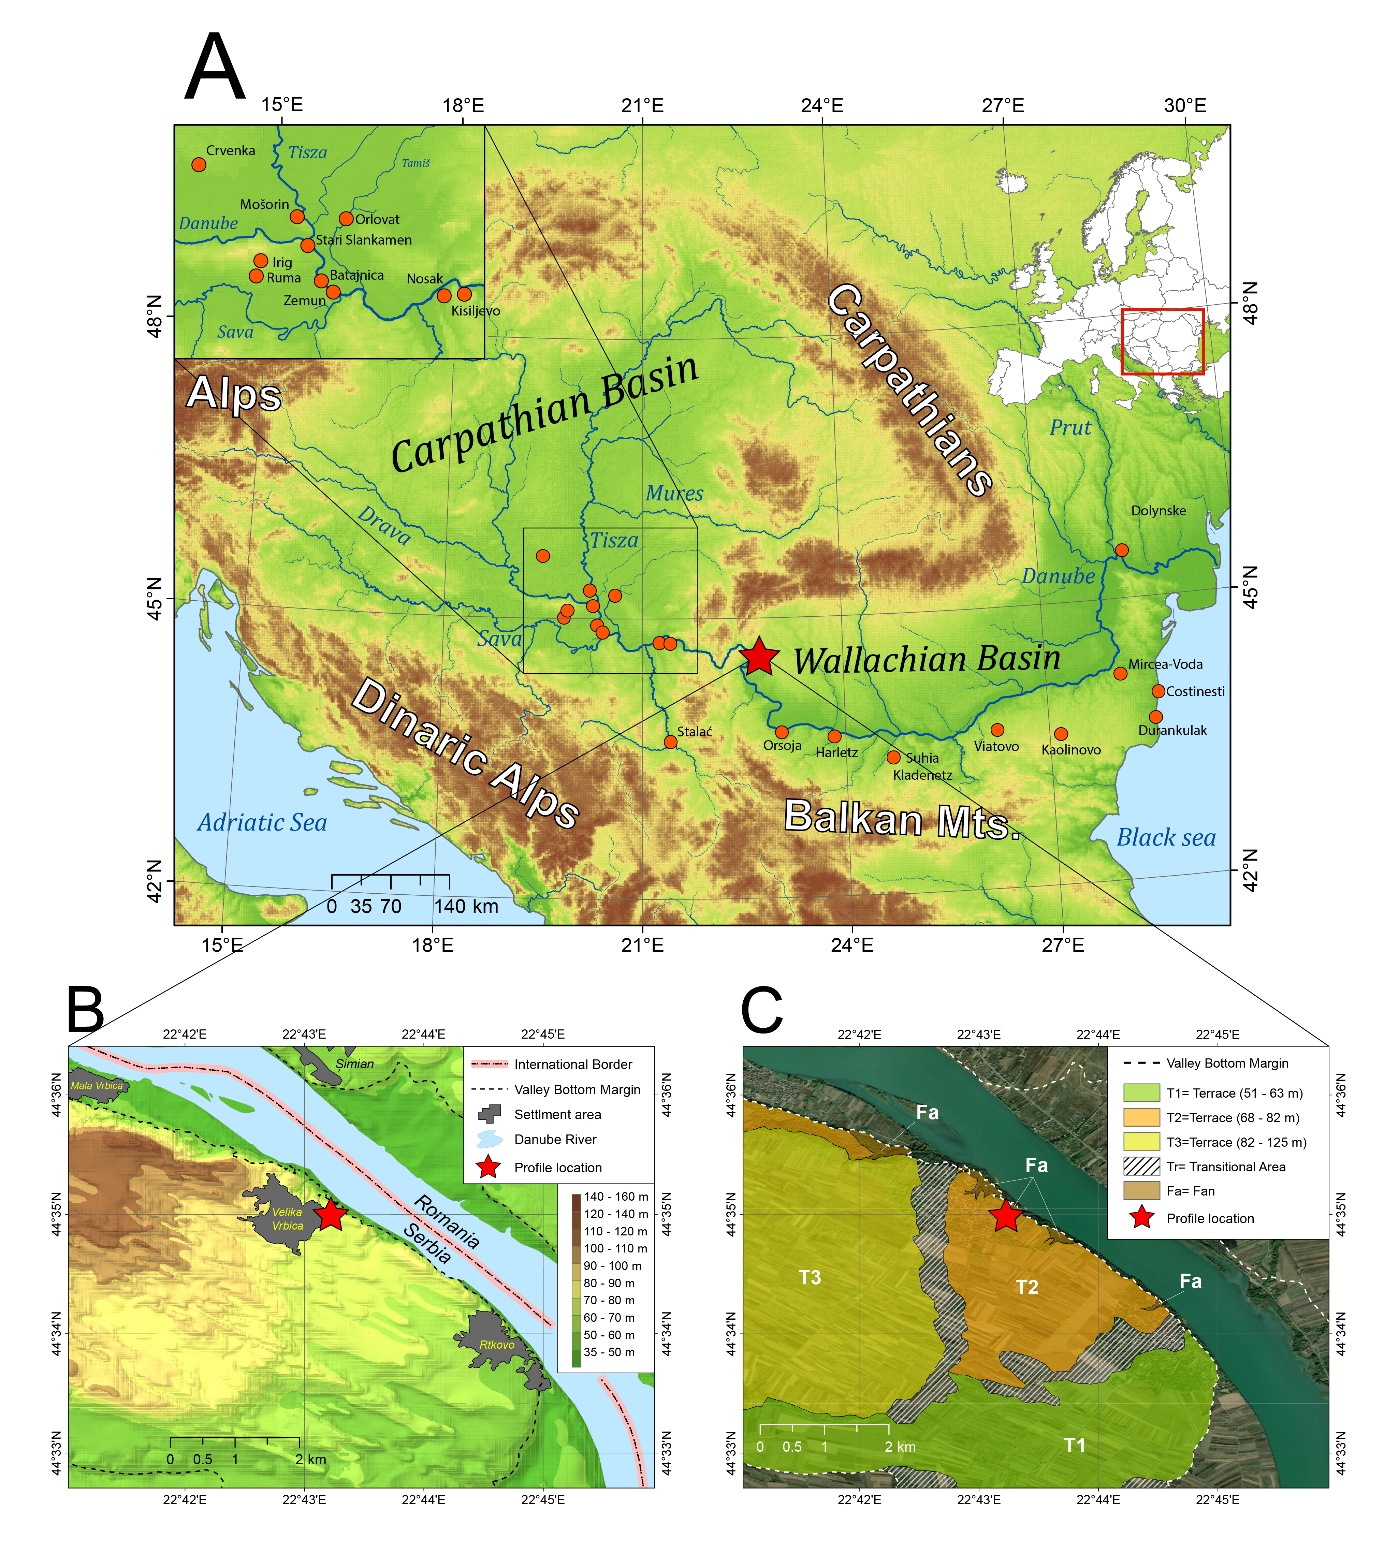 A
15°E 18°E 21°E 24°E 27°E 30°E
Crvenka
Tisza
Tamiš
Mošorin
Orlovat
Danube
Stari Slankamen
Irig
Ruma
Batajnica
Nosak
Zemun
Kisiljevo
Sava
48°N
48°N
Alps
Carpathian Basin
Carpathians
Prut
Mures
Drava
Tisza
Dolynske
Danube
45°N
45°N
Sava
Wallachian Basin
Mircea-Voda
Costinesti
Durankulak
Dinaric Alps
Stalać
Orsoja
Harletz
Suhia
Kladenetz
Viatovo
Kaolinovo
Balkan Mts.
Adriatic Sea
Black sea
42°N
42°N
0 35 70 140 km
15°E 18°E 21°E 24°E 27°E
B
22°42'E 22°43'E 22°44'E 22°45'E
Simian
Mala Vrbica
International Border
Valley Bottom Margin
Settlment area
Danube River
Profile location
44°36'N
44°36'N
Velika
Vrbica
Romania
Serbia
140 - 160 m
120 - 140 m
110 - 120 m
100 - 110 m
90 - 100 m
80 - 90 m
70 - 80 m
60 - 70 m
50 - 60 m
35 - 50 m
44°35'N
44°35'N
Rtkovo
44°34'N
44°34'N
0 0.5 1 2 km
44°33'N
44°33'N
22°42'E 22°43'E 22°44'E 22°45'E
C
22°42'E 22°43'E 22°44'E 22°45'E
Valley Bottom Margin
T1= Terrace (51 - 63 m)
T2=Terrace (68 - 82 m)
T3=Terrace (82 - 125 m)
Tr= Transitional Area
Fa= Fan
Profile location
44°36'N
44°36'N
Fa
Fa
44°35'N
44°35'N
T3
T2
Fa
44°34'N
44°34'N
T1
0 0.5 1 2 km
44°33'N
44°33'N
22°42'E 22°43'E 22°44'E 22°45'E